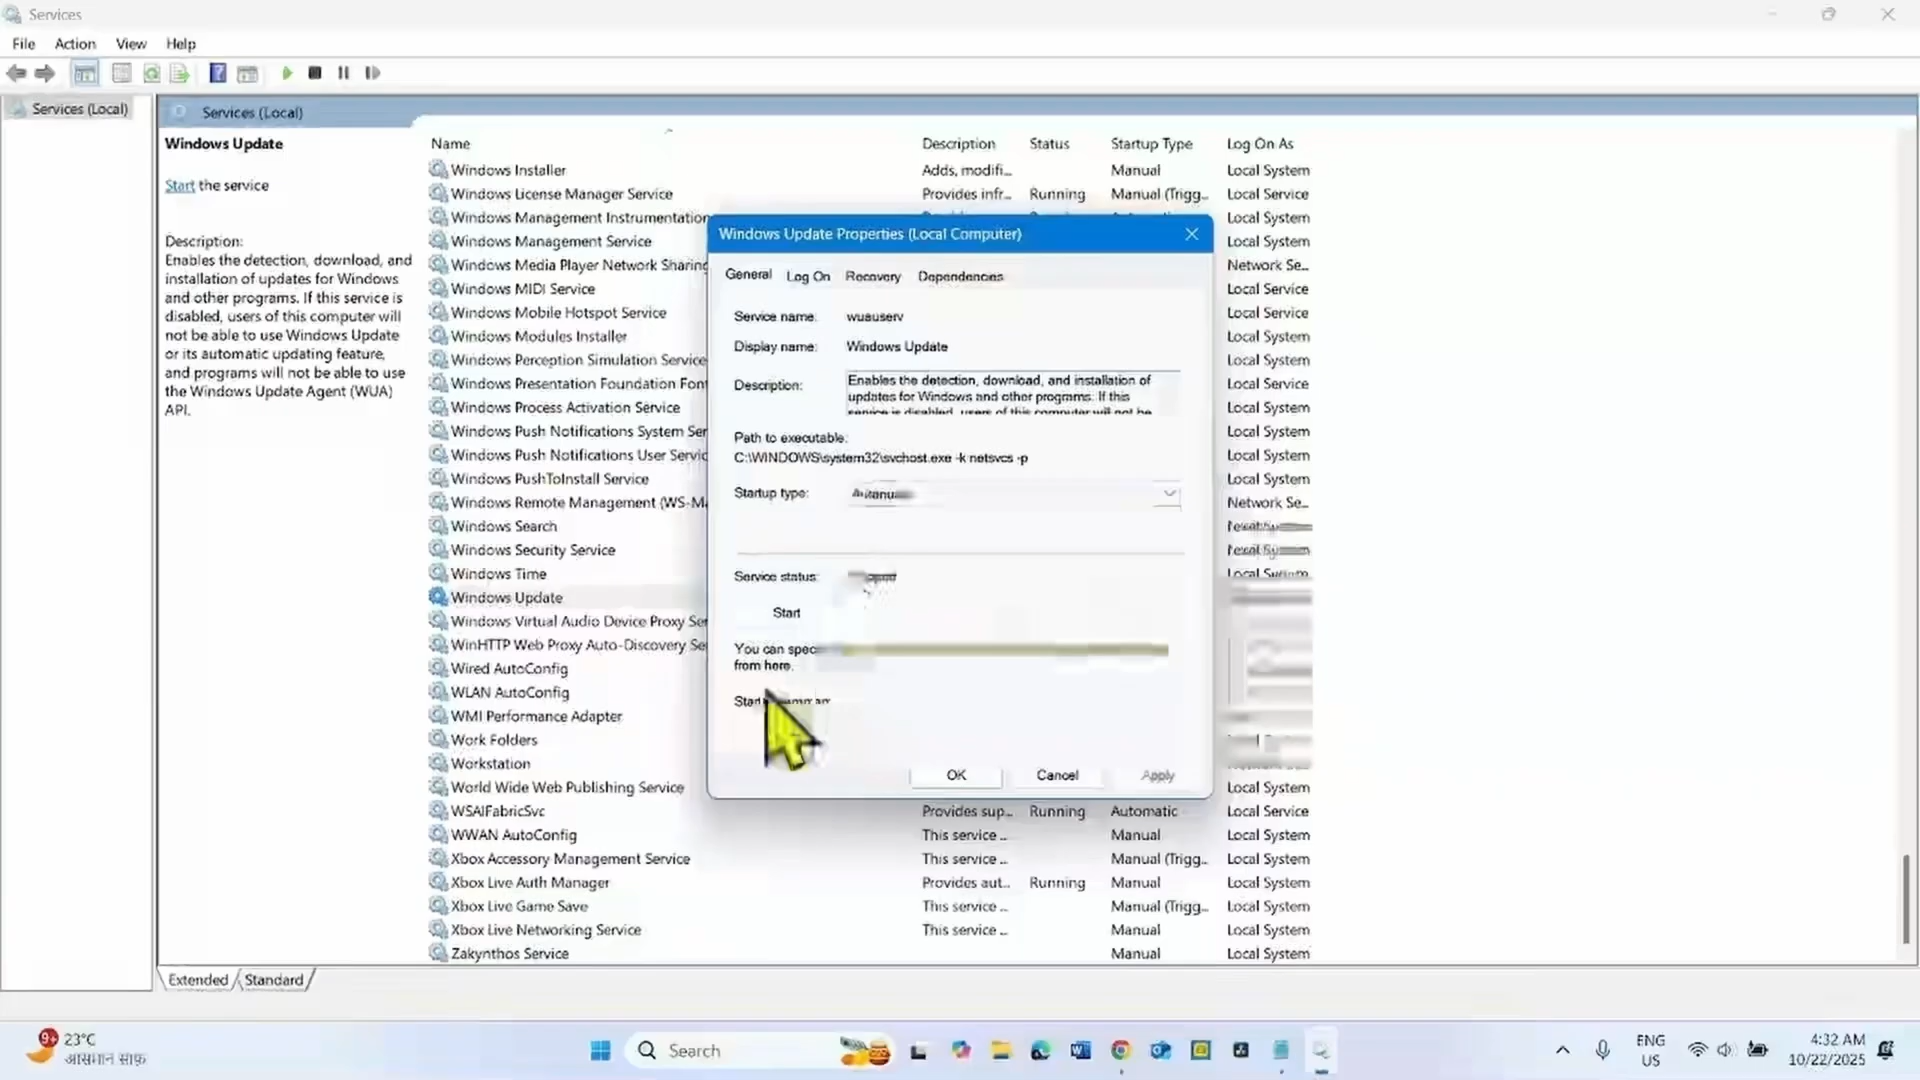 Services
File Action View Help
Services (Local)
Services (Local)
Windows Update
Start the service
Description:
Enables the detection, download, and
installation of updates for Windows
and other programs. If this service is
disabled, users of this computer will
not be able to use Windows Update
or its automatic updating feature,
and programs will not be able to use
the Windows Update Agent (WUA)
API.
Name Description Status Startup Type Log On As
Windows Installer Adds, modifi... Manual Local System
Windows License Manager Service Provides infr... Running Manual (Trigg... Local Service
Windows Management Instrumentation Local System
Windows Management Service Local System
Windows Media Player Network Sharing Network Se...
Windows MIDI Service Local Service
Windows Mobile Hotspot Service Local Service
Windows Modules Installer Local System
Windows Perception Simulation Service Local System
Windows Presentation Foundation Fon Local Service
Windows Process Activation Service Local System
Windows Push Notifications System Ser Local System
Windows Push Notifications User Servic Local System
Windows PushToInstall Service Local System
Windows Remote Management (WS-M Network Se...
Windows Search
Windows Security Service
Windows Time Local
Windows Update
Windows Virtual Audio Device Proxy Ser
WinHTTP Web Proxy Auto-Discovery Se
Wired AutoConfig
WLAN AutoConfig
WMI Performance Adapter
Work Folders
Workstation
World Wide Web Publishing Service Local System
WSAIFabricSvc Provides sup... Running Automatic Local Service
WWAN AutoConfig This service ... Manual Local System
Xbox Accessory Management Service This service ... Manual (Trigg... Local System
Xbox Live Auth Manager Provides aut... Running Manual Local System
Xbox Live Game Save This service ... Manual (Trigg... Local System
Xbox Live Networking Service This service ... Manual Local System
Zakynthos Service Manual Local System
Windows Update Properties (Local Computer)
General Log On Recovery Dependencies
Service name: wuauserv
Display name: Windows Update
Description: Enables the detection, download, and installation of
updates for Windows and other programs. If this
service is disabled, users of this computer will not be
Path to executable:
C:\WINDOWS\system32\svchost.exe -k netsvcs -p
Startup type:
Service status:
Start
You can
from here.
OK Cancel Apply
Extended Standard
9+ 23°C
आसमान साफ़
Search
ENG
US
4:32 AM
10/22/2025